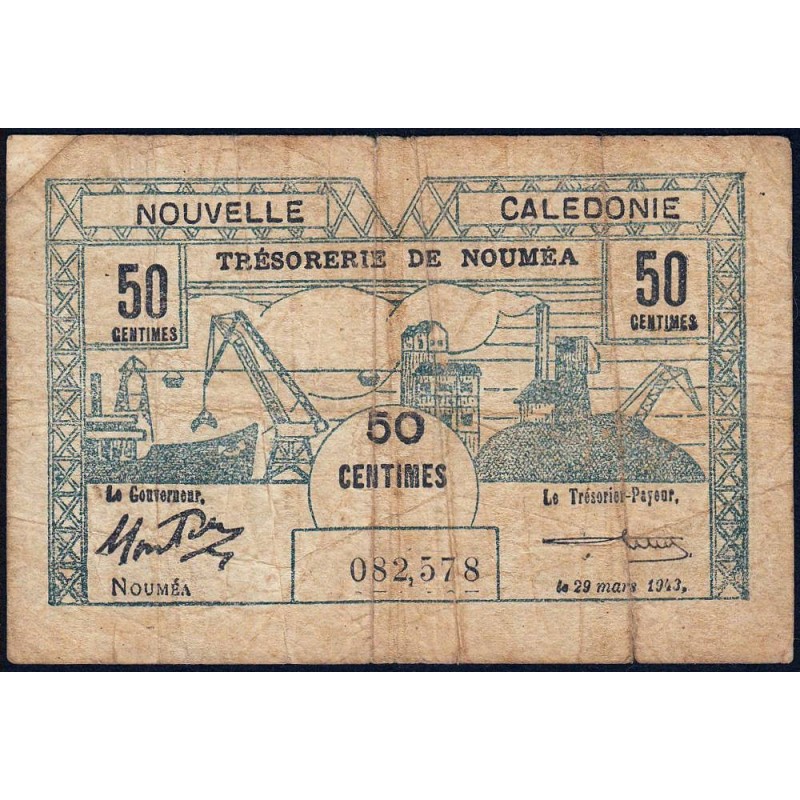 NOUVELLE CALEDONIE
TRÉSORERIE DE NOUMÉA
50 CENTIMES
50 CENTIMES
50
CENTIMES
Le Gouverneur,
Le Trésorier-Payeur,
082,578
NOUMÉA
le 29 mars 1943,